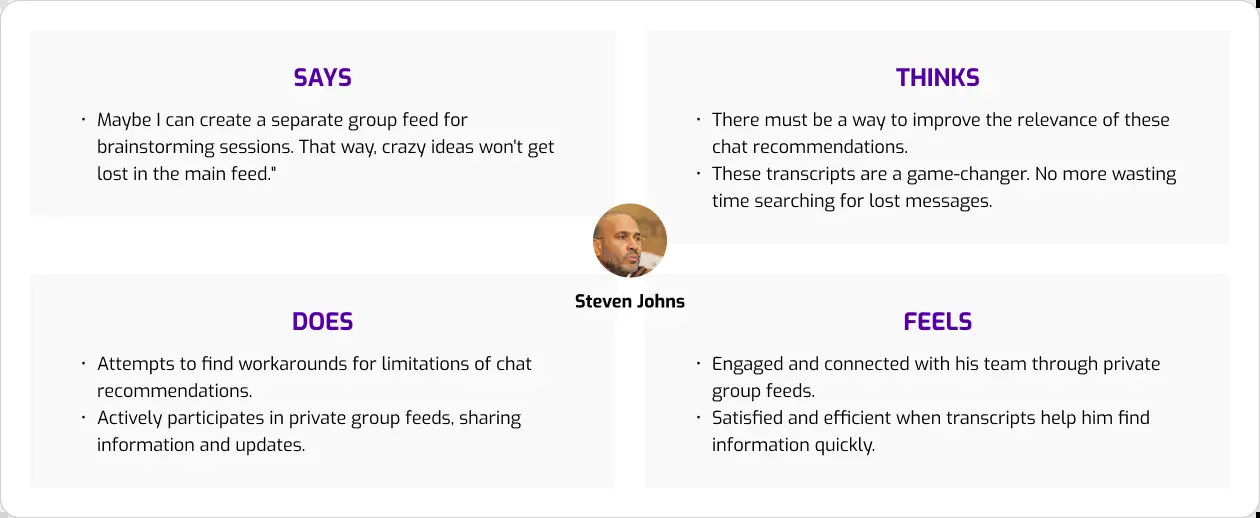 SAYS
· Maybe I can create a separate group feed for
brainstorming sessions. That way, crazy ideas won't get
lost in the main feed."
THINKS
· There must be a way to improve the relevance of these
chat recommendations.
· These transcripts are a game-changer. No more wasting
time searching for lost messages.
Steven Johns
DOES
· Attempts to find workarounds for limitations of chat
recommendations.
· Actively participates in private group feeds, sharing
information and updates.
FEELS
· Engaged and connected with his team through private
group feeds.
· Satisfied and efficient when transcripts help him find
information quickly.